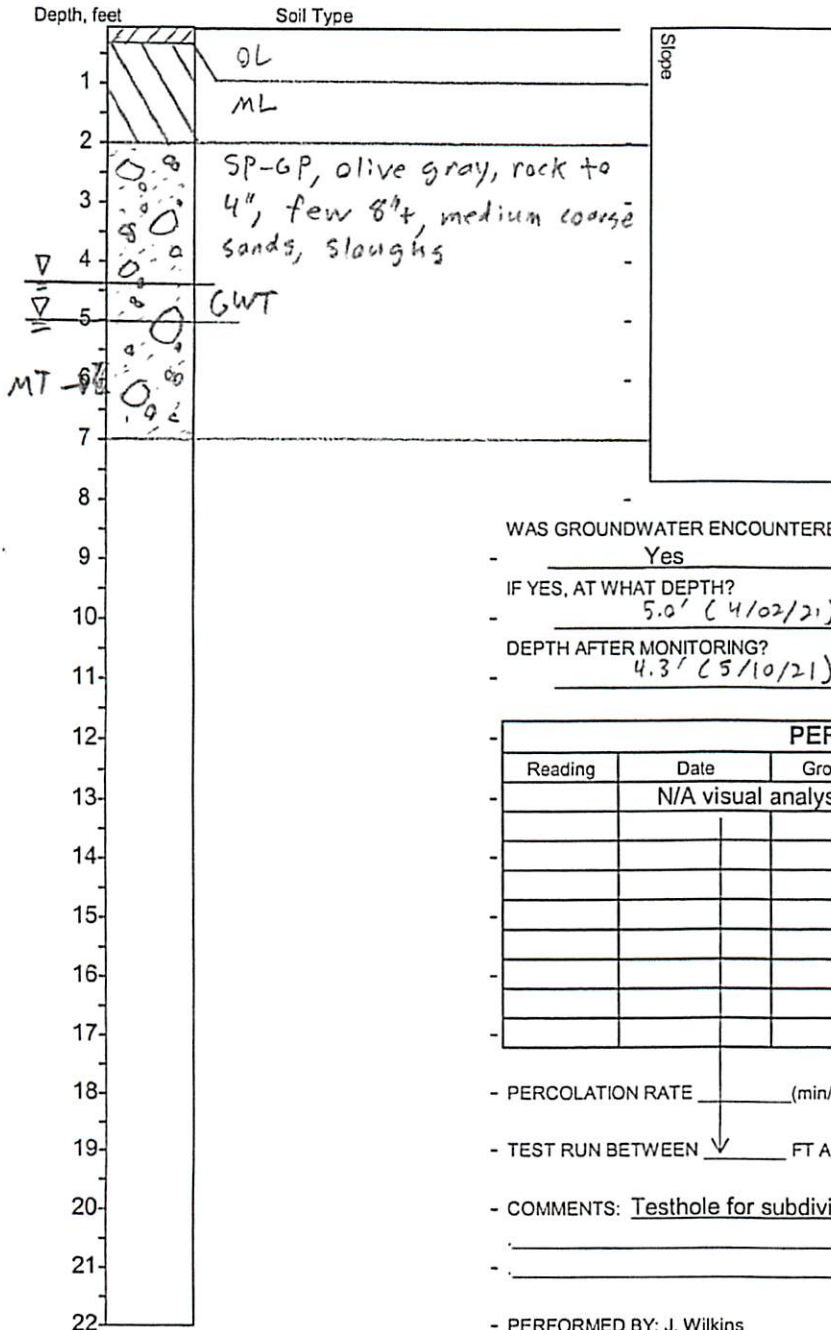 Depth, feet
Soil Type
OL
1
ML
2
SP-GP, olive gray, rock to
3
4", few 8"+, medium coarse
sands, sloughs
4
GWT
5
MT
6
7
8
9
10
11
12
13
14
15
16
17
18
19
20
21
22
Slope
WAS GROUNDWATER ENCOUNTERE
Yes
IF YES, AT WHAT DEPTH?
5.0' (4/02/21)
DEPTH AFTER MONITORING?
4.3' (5/10/21)
PER
Reading Date Gro
N/A visual analys
PERCOLATION RATE (min/
TEST RUN BETWEEN FT A
COMMENTS: Testhole for subdivi
PERFORMED BY: J. Wilkins